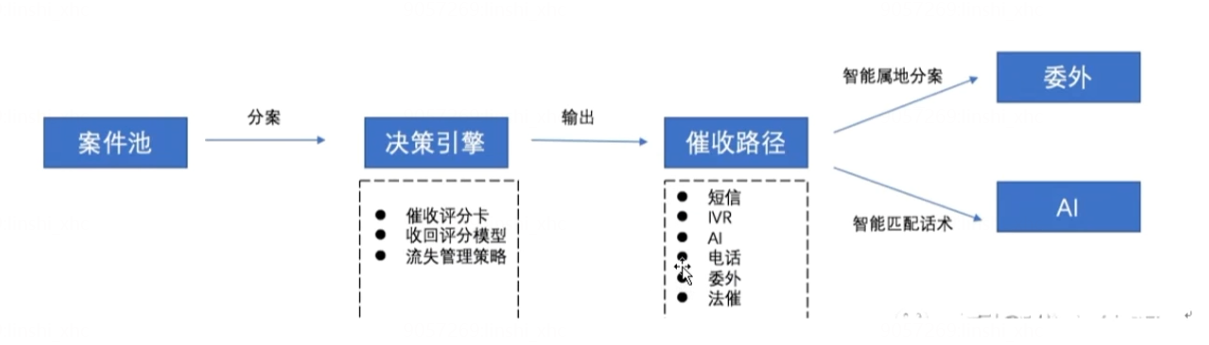 案件池
分案
决策引擎
● 催收评分卡
● 收回评分模型
● 流失管理策略
输出
催收路径
● 短信
● IVR
● AI
● 电话
● 委外
● 法催
智能属地分案
委外
智能匹配话术
AI